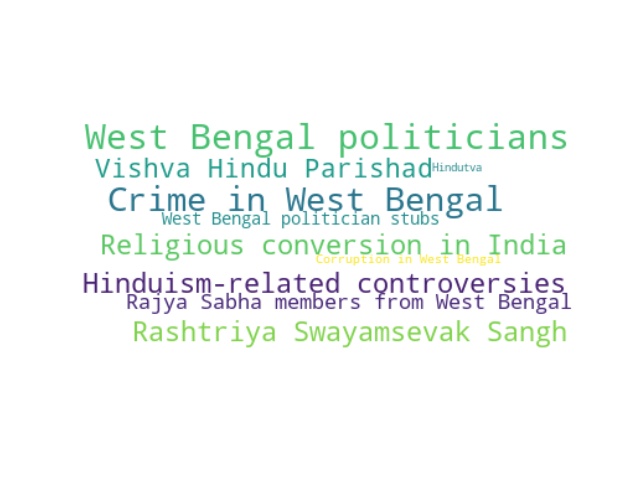 West Bengal politicians
Vishva Hindu Parishad
Hindutva
Crime in West Bengal
West Bengal politician stubs
Religious conversion in India
Corruption in West Bengal
Hinduism-related controversies
Rajya Sabha members from West Bengal
Rashtriya Swayamsevak Sangh